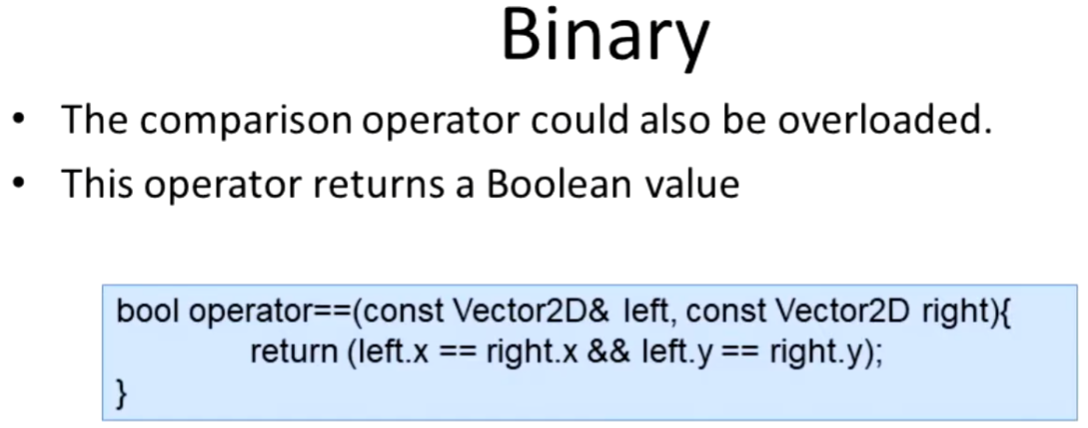 Binary
• The comparison operator could also be overloaded.
• This operator returns a Boolean value
bool operator==(const Vector2D& left, const Vector2D right){
return (left.x == right.x && left.y == right.y);
}